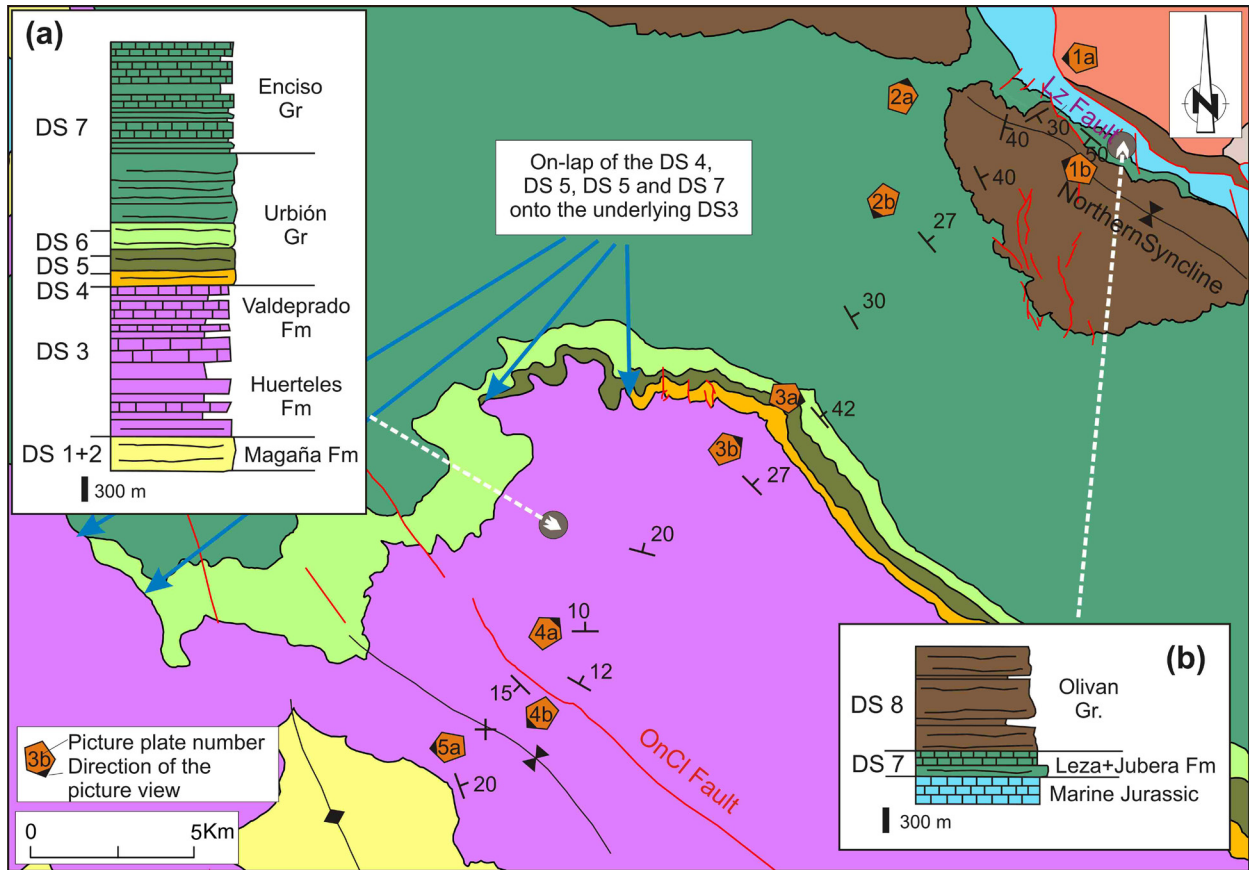 (a)
Enciso
Gr
DS 7
Urbión
Gr
DS 6
DS 5
DS 4
Valdeprado
Fm
DS 3
Huerteles
Fm
DS 1+2
Magaña Fm
300 m
On-lap of the DS 4,
DS 5, DS 5 and DS 7
onto the underlying DS3
1a
2a
Lz Fault
N
30
40
50
1b
40
2b
27
Northern Syncline
30
3a
42
3b
27
20
10
4a
12
15
4b
5a
20
OnCl Fault
3b
Picture plate number
Direction of the
picture view
0
5Km
(b)
DS 8
Olivan
Gr.
DS 7
Leza+Jubera Fm
Marine Jurassic
300 m